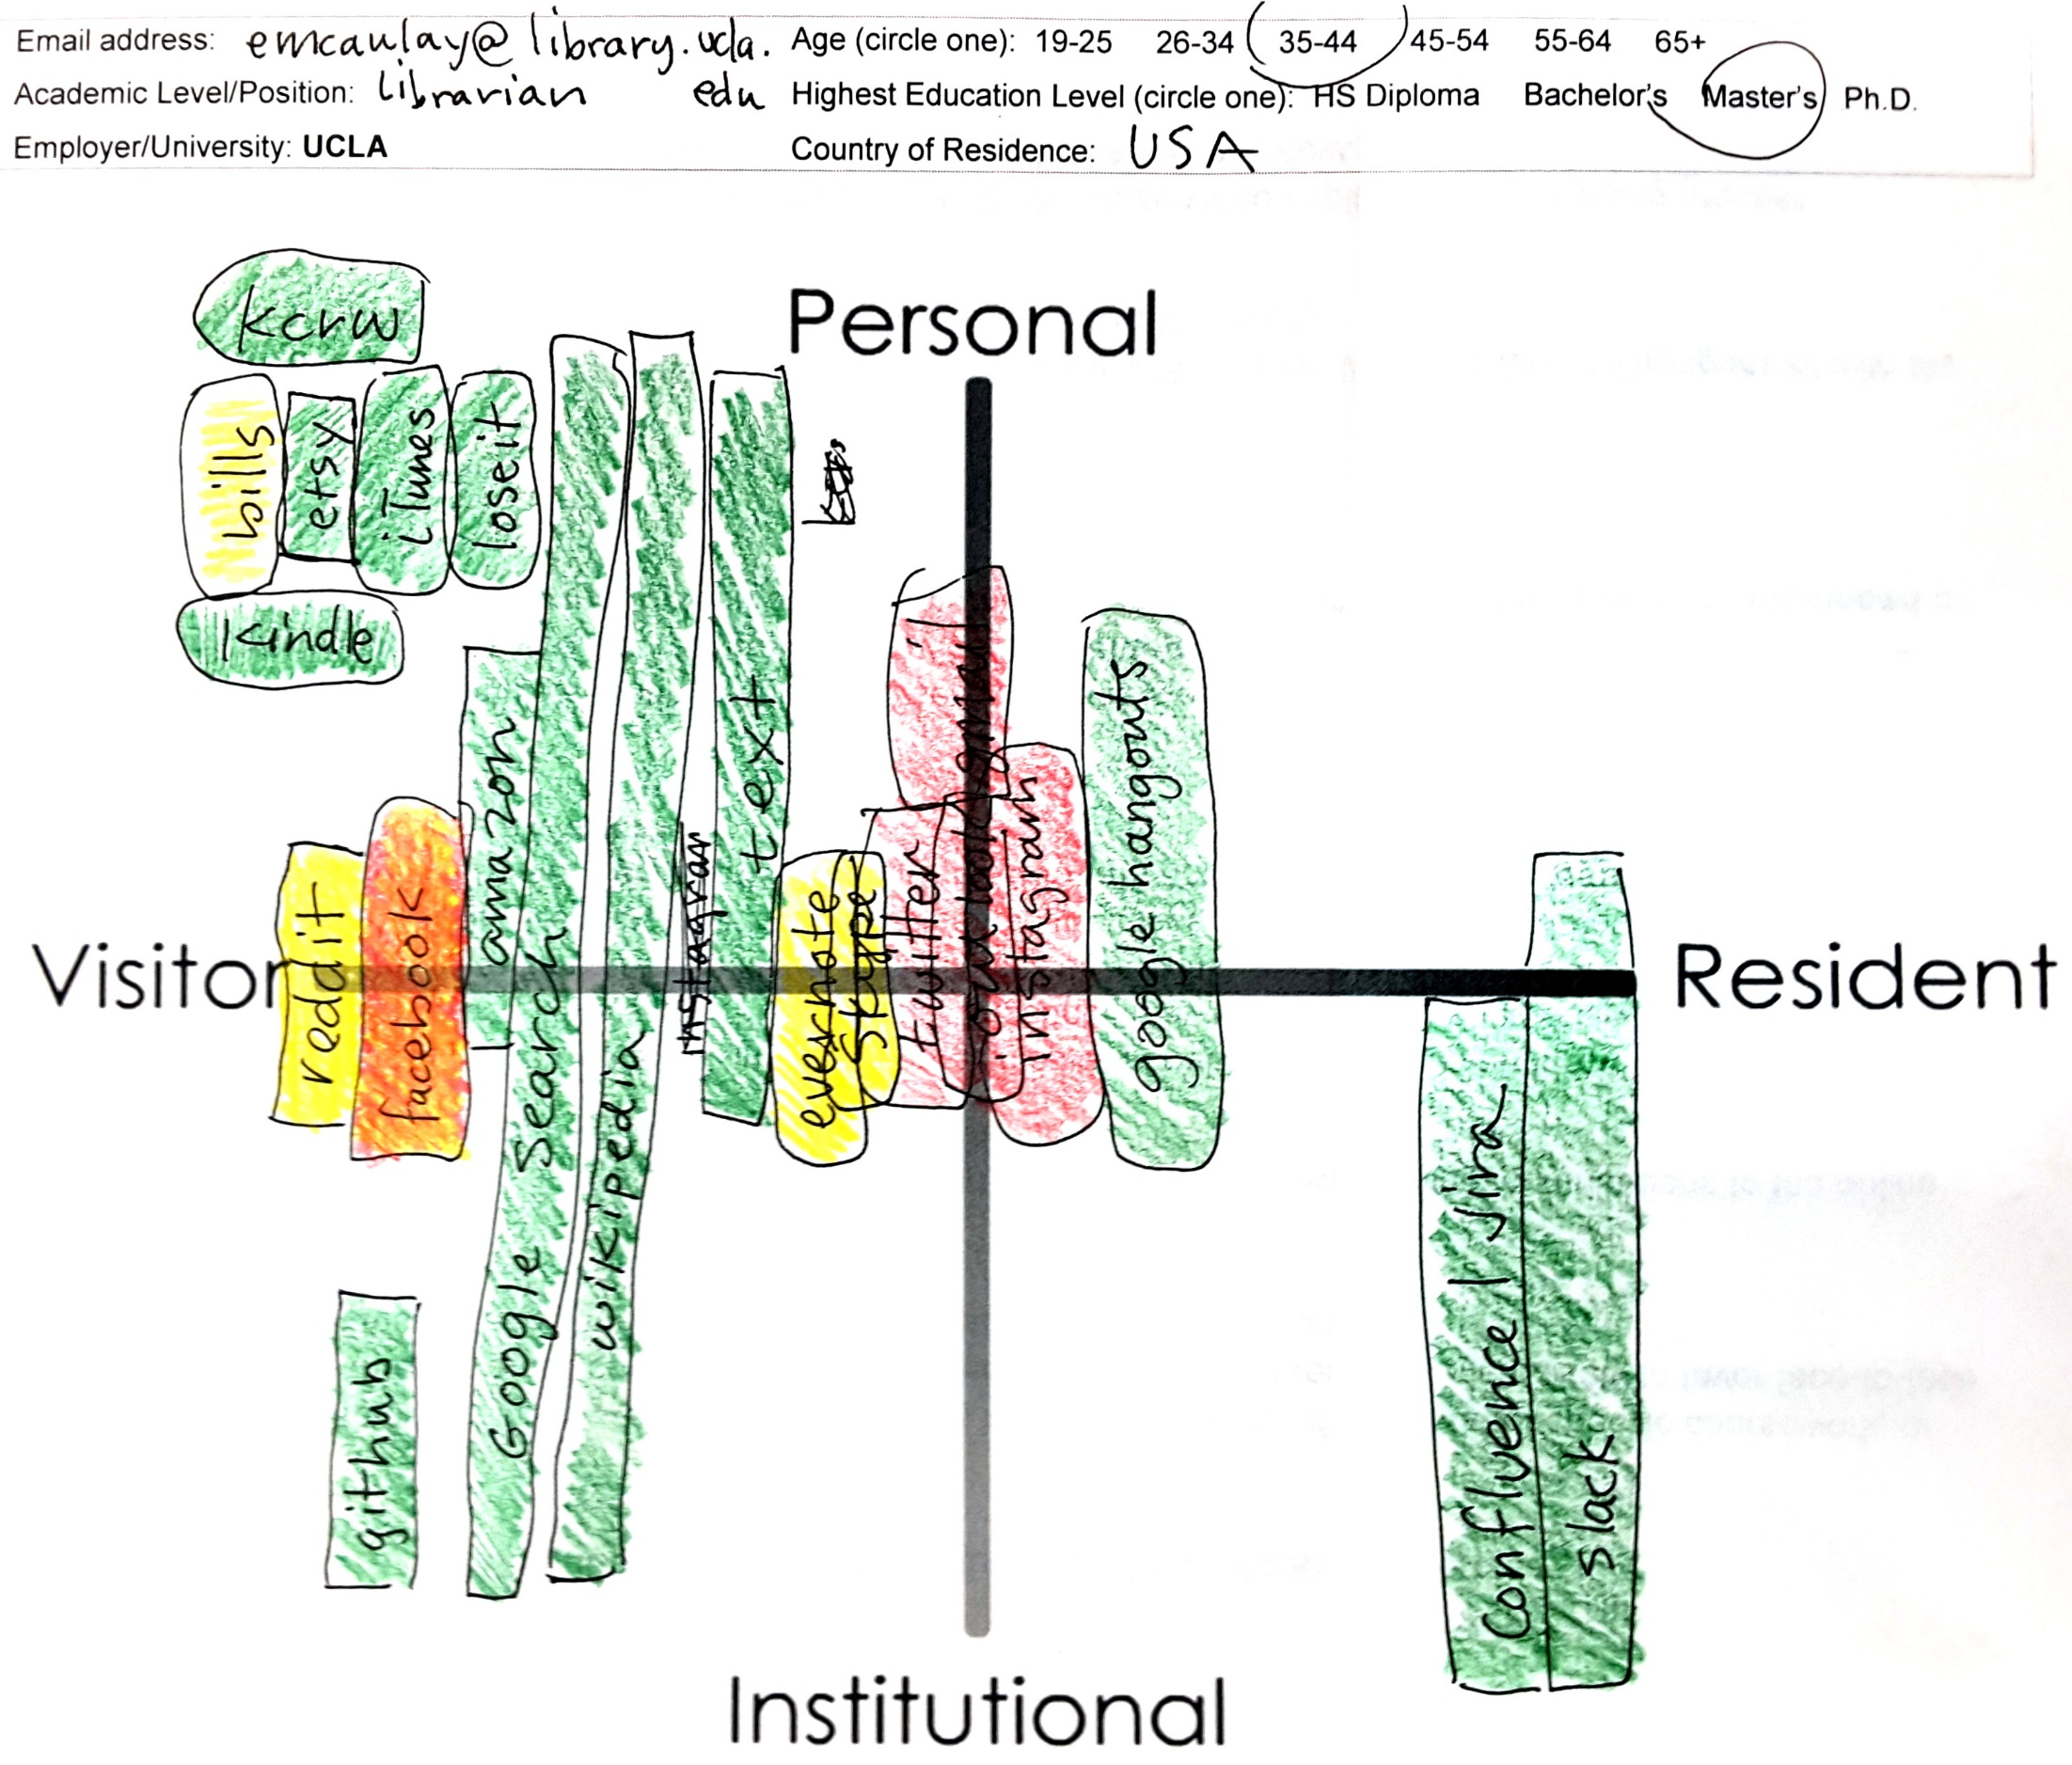 Email address: emcaulay@library.ucla. Age (circle one): 19-25 26-34 35-44 45-54 55-64 65+
Academic Level/Position: librarian edu Highest Education Level (circle one): HS Diploma Bachelor's Master's Ph.D.
Employer/University: UCLA Country of Residence: USA
Personal
kcrw
bills
etsy
iTunes
loseit
kindle
amazon
Google search
wikipedia
text
gmail
google hangouts
reddit
facebook
instagram
evernote
skype
twitter
outlook
instagram
Visitor
Resident
github
confluence/jira
slack
Institutional